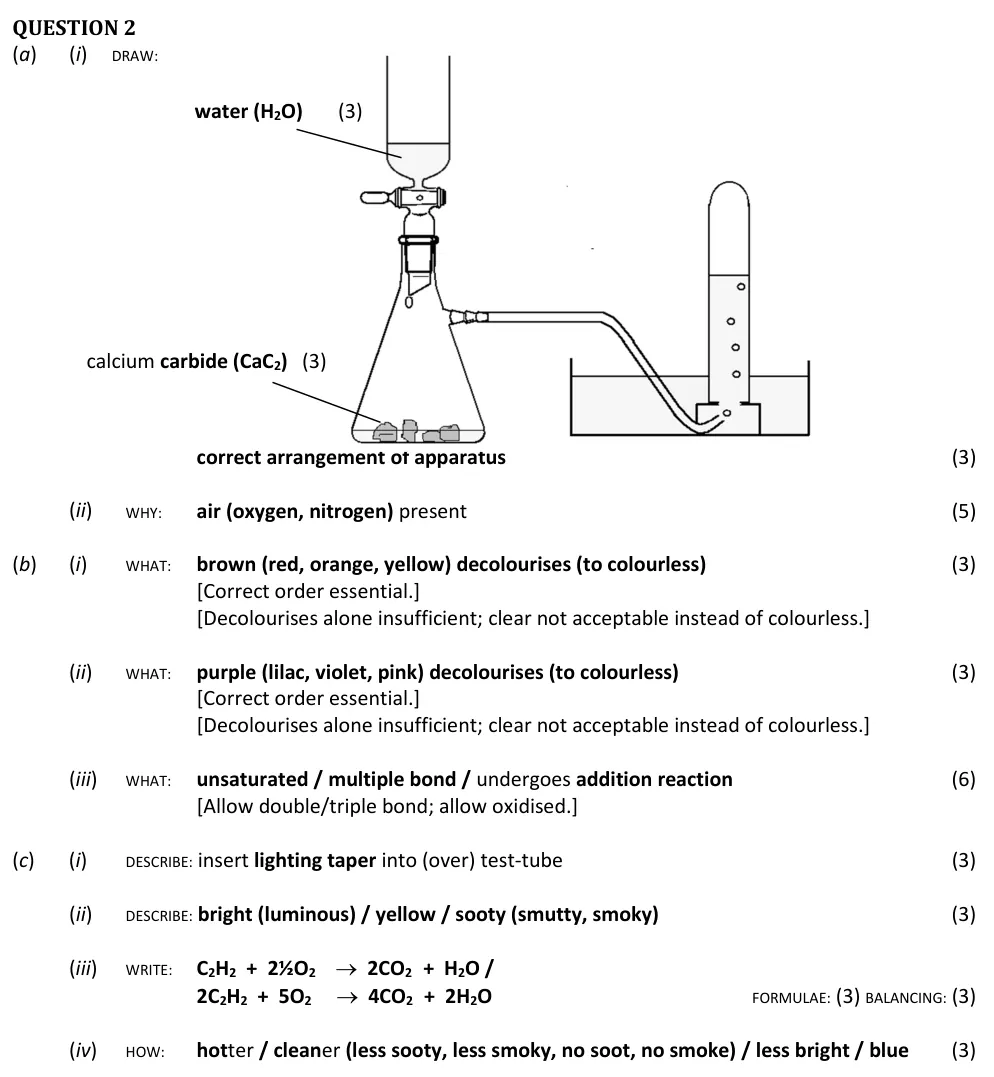 QUESTION 2
(a) (i) DRAW:
water (H₂O) (3)
calcium carbide (CaC₂) (3)
correct arrangement of apparatus (3)
(ii) WHY: air (oxygen, nitrogen) present (5)
(b) (i) WHAT: brown (red, orange, yellow) decolourises (to colourless) (3)
[Correct order essential.]
[Decolourises alone insufficient; clear not acceptable instead of colourless.]
(ii) WHAT: purple (lilac, violet, pink) decolourises (to colourless) (3)
[Correct order essential.]
[Decolourises alone insufficient; clear not acceptable instead of colourless.]
(iii) WHAT: unsaturated / multiple bond / undergoes addition reaction (6)
[Allow double/triple bond; allow oxidised.]
(c) (i) DESCRIBE: insert lighting taper into (over) test-tube (3)
(ii) DESCRIBE: bright (luminous) / yellow / sooty (smutty, smoky) (3)
(iii) WRITE: C₂H₂ + 2½O₂ → 2CO₂ + H₂O /
2C₂H₂ + 5O₂ → 4CO₂ + 2H₂O FORMULAE: (3) BALANCING: (3)
(iv) HOW: hotter / cleaner (less sooty, less smoky, no soot, no smoke) / less bright / blue (3)